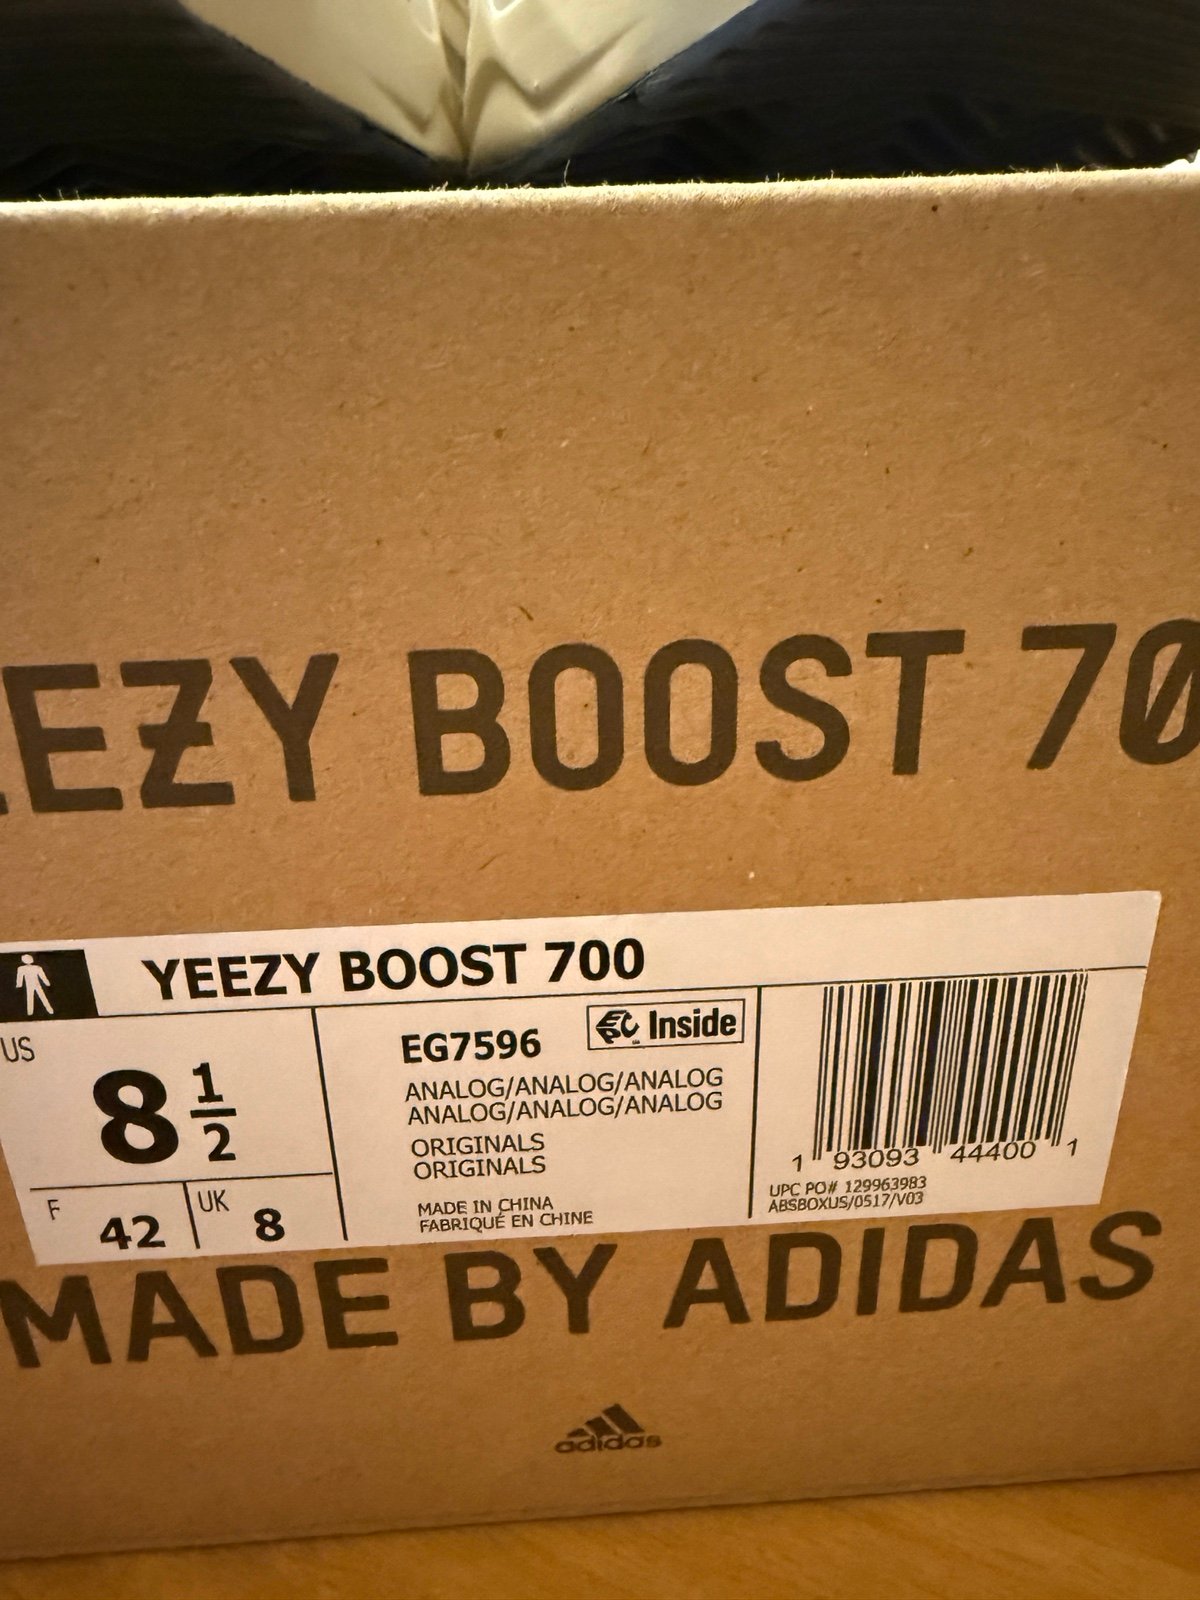 EEZY BOOST 70
YEEZY BOOST 700
US
8 1/2
F
42
UK
8
EG7596
EPC Inside
ANALOG/ANALOG/ANALOG
ANALOG/ANALOG/ANALOG
ORIGINALS
ORIGINALS
MADE IN CHINA
FABRIQUÉ EN CHINE
1 93093 44400 1
UPC PO# 129963983
ABSBOXUS/0517/V03
MADE BY ADIDAS
adidas